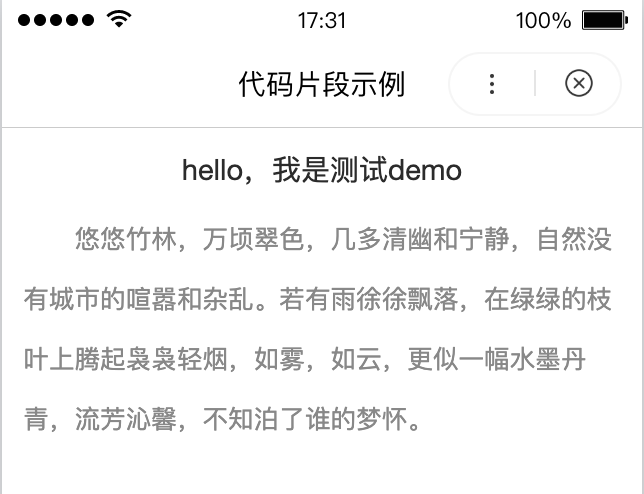 17:31 100%
代码片段示例
hello，我是测试demo
悠悠竹林，万顷翠色，几多清幽和宁静，自然没
有城市的喧嚣和杂乱。若有雨徐徐飘落，在绿绿的枝
叶上腾起袅袅轻烟，如雾，如云，更似一幅水墨丹
青，流芳沁馨，不知泊了谁的梦怀。